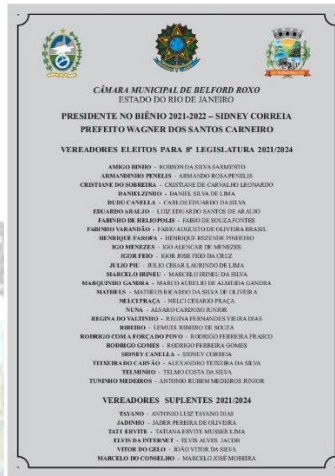 CÂMARA MUNICIPAL DE BELFORD ROXO
ESTADO DO RIO DE JANEIRO
PRESIDENTE NO BIÊNIO 2021-2022 – SIDNEY CORREIA
PREFEITO WAGNER DOS SANTOS CARNEIRO
VEREADORES ELEITOS PARA 8ª LEGISLATURA 2021/2024
AMIGO BINHO - ROBSON DA SILVA SARMENTO
ARMANDINHO PENELIS - ARMANDO ROSA PENELIS
CRISTIANE DO SOBREIRA - CRISTIANE DE CARVALHO LEONARDO
DANIELZINHO - DANIEL SILVA DE LIMA
DUDU CANELLA - CARLOS EDUARDO DA SILVA
EDUARDO ARAUJO - LUIZ EDUARDO SANTOS DE ARAUJO
FABINHO DE HELIOPOLIS - FABIO DE SOUZA FONTES
FABINHO VARANDÃO - FABIO AUGUSTO DE OLIVEIRA BRASIL
HENRIQUE FAROFA - HENRIQUE REZENDE PINHEIRO
IGO MENEZES - IGO ALENCAR DE MENEZES
IGOR FEIO - IGOR JOSE FEIO DA CRUZ
JULIO PIU - JULIO CESAR LAURINDO DE LIMA
MARCELO IRINEU - MARCELO IRINEU DA SILVA
MARQUINHO GANDRA - MARCO AURELIO DE ALMEIDA GANDRA
MATHEUS - MATHEUS RICARDO DA SILVA DE OLIVEIRA
NELCI PRAÇA - NELCI CESARIO PRAÇA
NUNA - ALVARO CARDOSO JUNIOR
REGINA DO VALTINHO - REGINA FERNANDES VIEIRA DIAS
RIBEIRO - LEMUEL RIBEIRO DE SOUZA
RODRIGO COM A FORÇA DO POVO - RODRIGO FERREIRA FRASCO
RODRIGO GOMES - RODRIGO FERREIRA GOMES
SIDNEY CANELLA - SIDNEY CORREIA
TEIXEIRA DO CARVÃO - ALEXANDRO TEIXEIRA DA SILVA
TELMINHO - TELMO COSTA DA SILVA
TUNINHO MEDEIROS - ANTONIO RUBEM MEDEIROS JUNIOR
VEREADORES SUPLENTES 2021/2024
TAYANO - ANTONIO LUIZ TAYANO DIAS
JADINHO - JADER PEREIRA DE OLIVEIRA
TATI ERVITE - TATIANA ERVITE MUSSER LIMA
ELVIS DA INTERNET - ELVIS ALVES JACOB
VITOR DO GELO - JOÃO VITOR DA SILVA
MARCELO DO CONSELHO - MARCELO JOSÉ MOREIRA